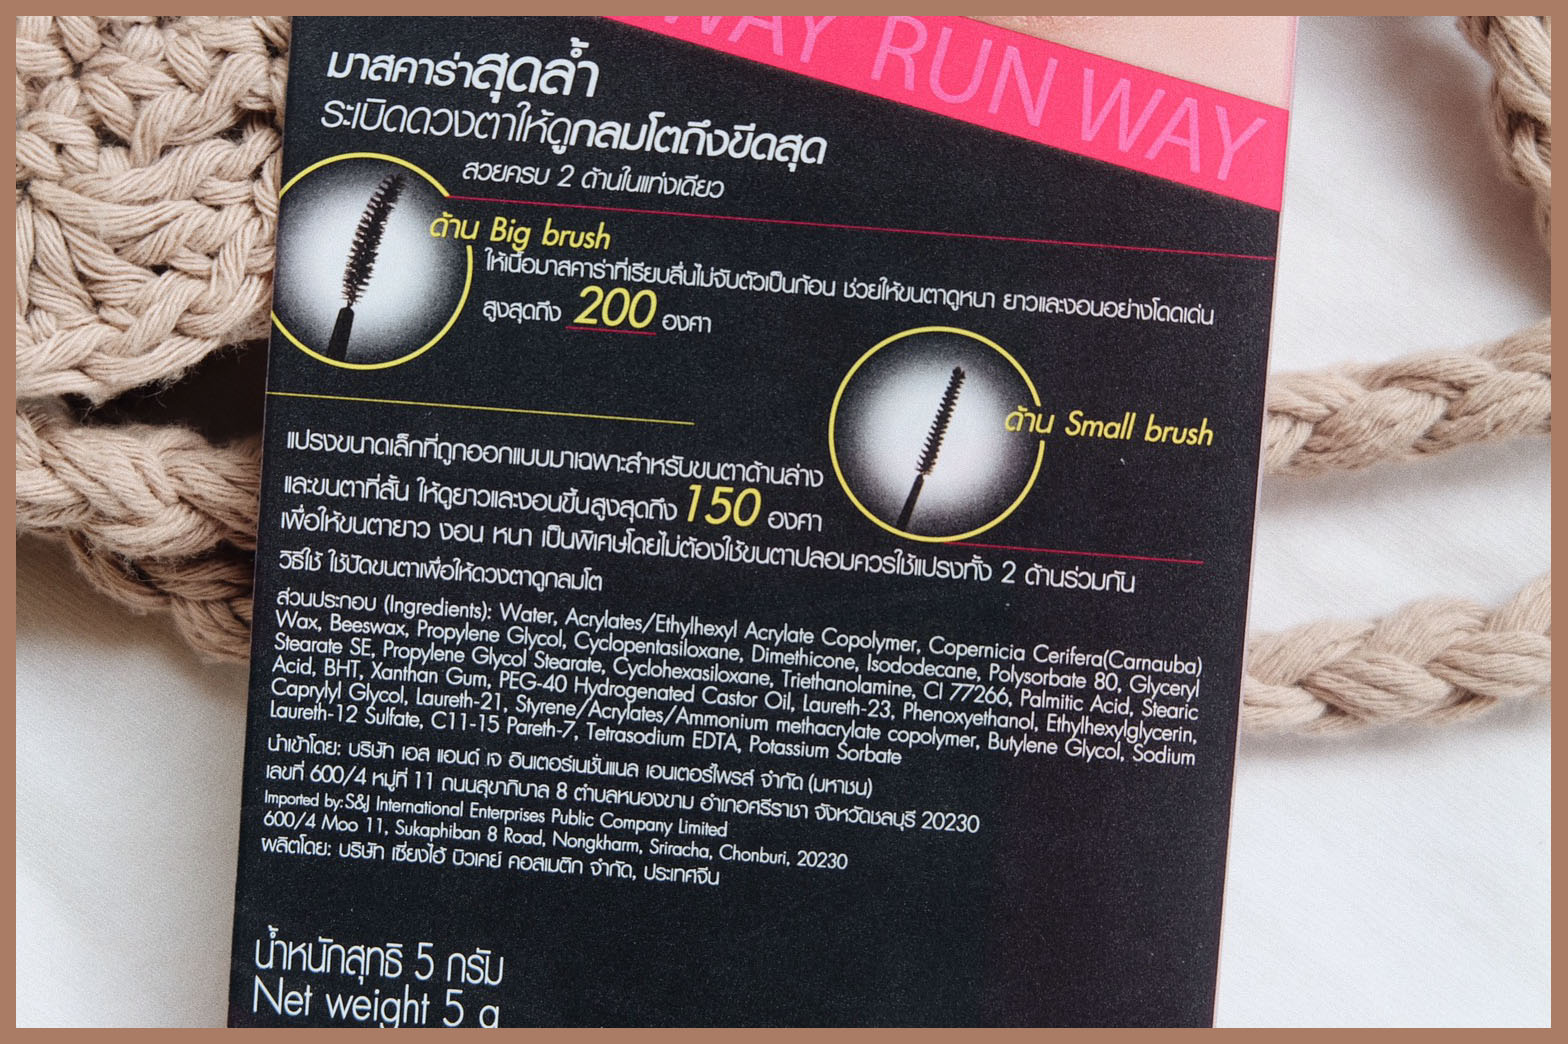 WAY RUN WAY
มาสคาร่าสุดล้ำ
ระเบิดดวงตาให้ดูกลมโตถึงขีดสุด
สวยครบ 2 ด้านในแท่งเดียว
ด้าน Big brush
ให้เนื้อมาสคาร่าที่เรียบลื่นไม่จับตัวเป็นก้อน ช่วยให้ขนตาดูหนา ยาวและงอนอย่างโดดเด่น
สูงสุดถึง 200 องศา
ด้าน Small brush
แปรงขนาดเล็กที่ถูกออกแบบมาเฉพาะสำหรับขนตาด้านล่าง
และขนตาที่สั้น ให้ดูยาวและงอนขึ้นสูงสุดถึง 150 องศา
เพื่อให้ขนตายาว งอน หนา เป็นพิเศษโดยไม่ต้องใช้ขนตาปลอมควรใช้แปรงทั้ง 2 ด้านร่วมกัน
วิธีใช้ ใช้ปัดขนตาเพื่อให้ดวงตาดูกลมโต
ส่วนประกอบ (Ingredients): Water, Acrylates/Ethylhexyl Acrylate Copolymer, Copernicia Cerifera(Carnauba)
Wax, Beeswax, Propylene Glycol, Cyclopentasiloxane, Dimethicone, Isododecane, Polysorbate 80, Glyceryl
Stearate SE, Propylene Glycol Stearate, Cyclohexasiloxane, Triethanolamine, CI 77266, Palmitic Acid, Stearic
Acid, BHT, Xanthan Gum, PEG-40 Hydrogenated Castor Oil, Laureth-23, Phenoxyethanol, Ethylhexylglycerin,
Caprylyl Glycol, Laureth-21, Styrene/Acrylates/Ammonium methacrylate copolymer, Butylene Glycol, Sodium
Laureth-12 Sulfate, C11-15 Pareth-7, Tetrasodium EDTA, Potassium Sorbate
นำเข้าโดย: บริษัท เอส แอนด์ เจ อินเตอร์เนชั่นแนล เอนเตอร์ไพรส์ จำกัด (มหาชน)
เลขที่ 600/4 หมู่ที่ 11 ถนนสุขาภิบาล 8 ตำบลหนองขาม อำเภอศรีราชา จังหวัดชลบุรี 20230
Imported by:S&J International Enterprises Public Company Limited
600/4 Moo 11, Sukaphiban 8 Road, Nongkharm, Sriracha, Chonburi, 20230
ผลิตโดย: บริษัท เซี่ยงไฮ้ บิวเคย์ คอสเมติก จำกัด, ประเทศจีน
น้ำหนักสุทธิ 5 กรัม
Net weight 5 g